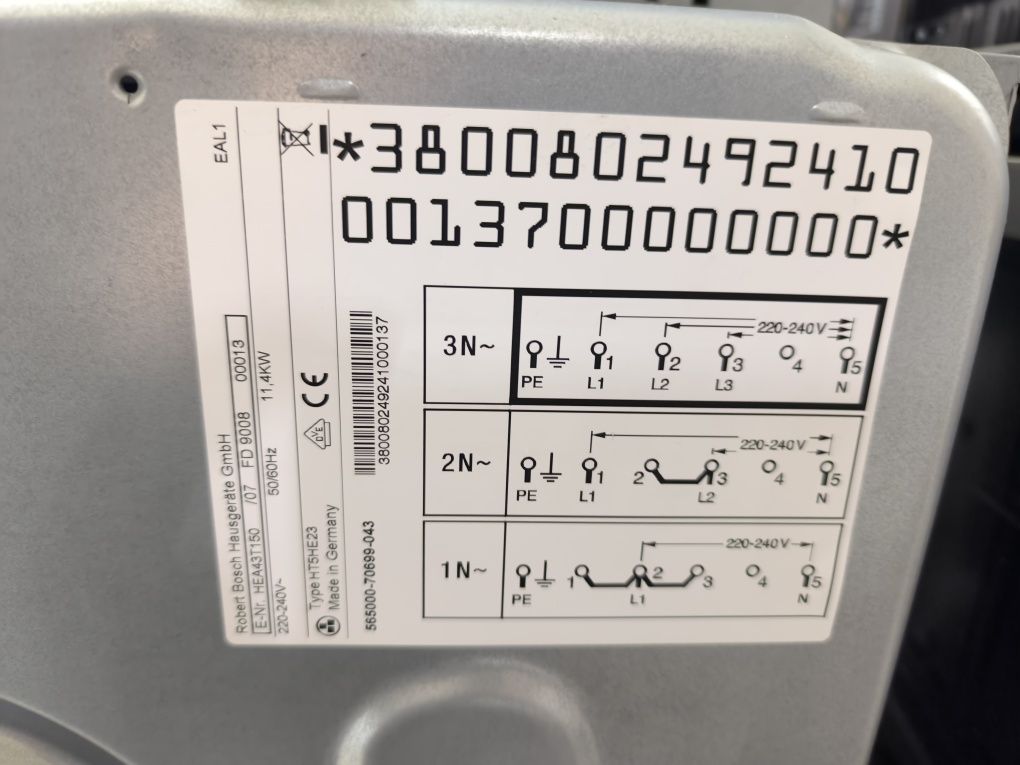 EAL1
Robert Bosch Hausgeräte GmbH
E-Nr. HEA43T150 /07 FD 9008 00013
220-240V~ 50/60Hz 11,4KW
Type HT5HE23
Made in Germany
CE
565000-70699-043
380080249241000137
*3800802492410
00137000000000*
3N~
220-240V
1 2 3 4 5
PE L1 L2 L3 N
2N~
220-240V
1 2 3 4 5
PE L1 L2 N
1N~
220-240V
1 2 3 4 5
PE L1 N